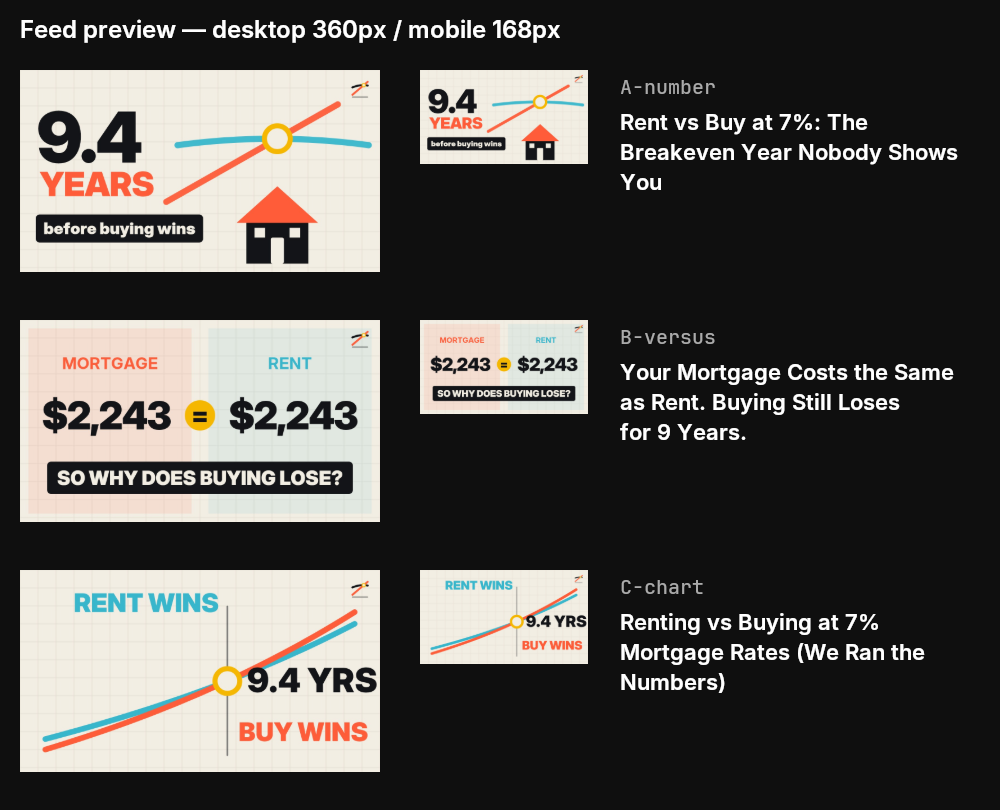 Feed preview — desktop 360px / mobile 168px
9.4
YEARS
before buying wins
9.4
YEARS
before buying wins
A-number
Rent vs Buy at 7%: The
Breakeven Year Nobody Shows
You
MORTGAGE
RENT
$2,243 = $2,243
SO WHY DOES BUYING LOSE?
MORTGAGE
RENT
$2,243 = $2,243
SO WHY DOES BUYING LOSE?
B-versus
Your Mortgage Costs the Same
as Rent. Buying Still Loses
for 9 Years.
RENT WINS
9.4 YRS
BUY WINS
RENT WINS
9.4 YRS
BUY WINS
C-chart
Renting vs Buying at 7%
Mortgage Rates (We Ran the
Numbers)